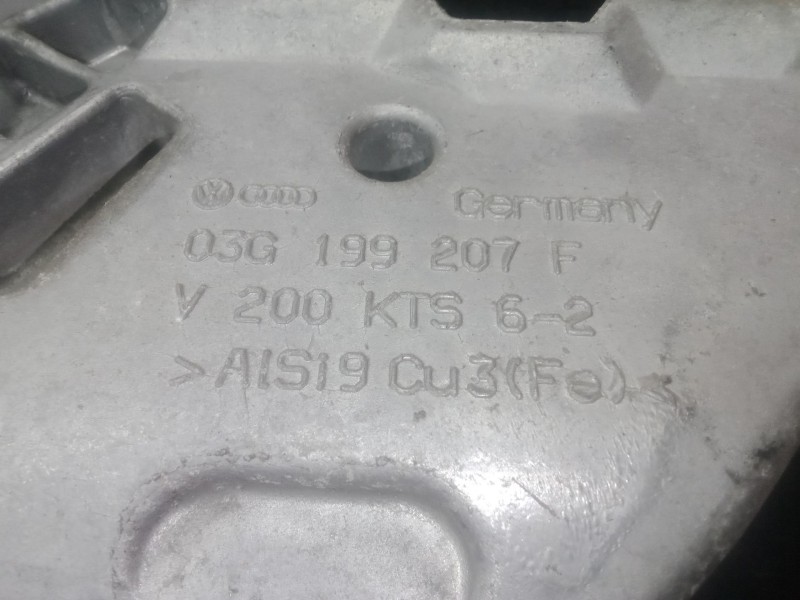 Germany
03G 199 207 F
V 200 KTS 6-2
>AlSi9 Cu3(Fe)<